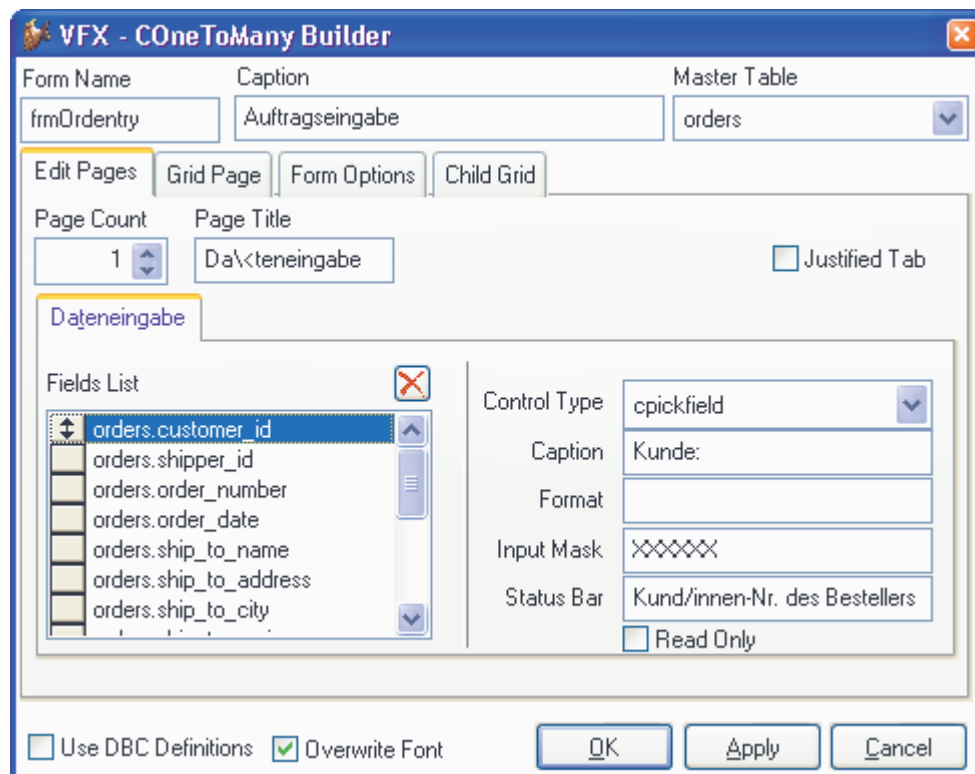 VFX - COneToMany Builder
Form Name Caption Master Table
frmOrdentry Auftragseingabe orders
Edit Pages Grid Page Form Options Child Grid
Page Count Page Title
1 Da\<teneingabe Justified Tab
Dateneingabe
Fields List
Control Type cpickfield
orders.customer_id
Caption Kunde:
orders.shipper_id
orders.order_number
Format
orders.order_date
Input Mask XXXXXX
orders.ship_to_name
orders.ship_to_address
Status Bar Kund/innen-Nr. des Bestellers
orders.ship_to_city
Read Only
Use DBC Definitions Overwrite Font OK Apply Cancel